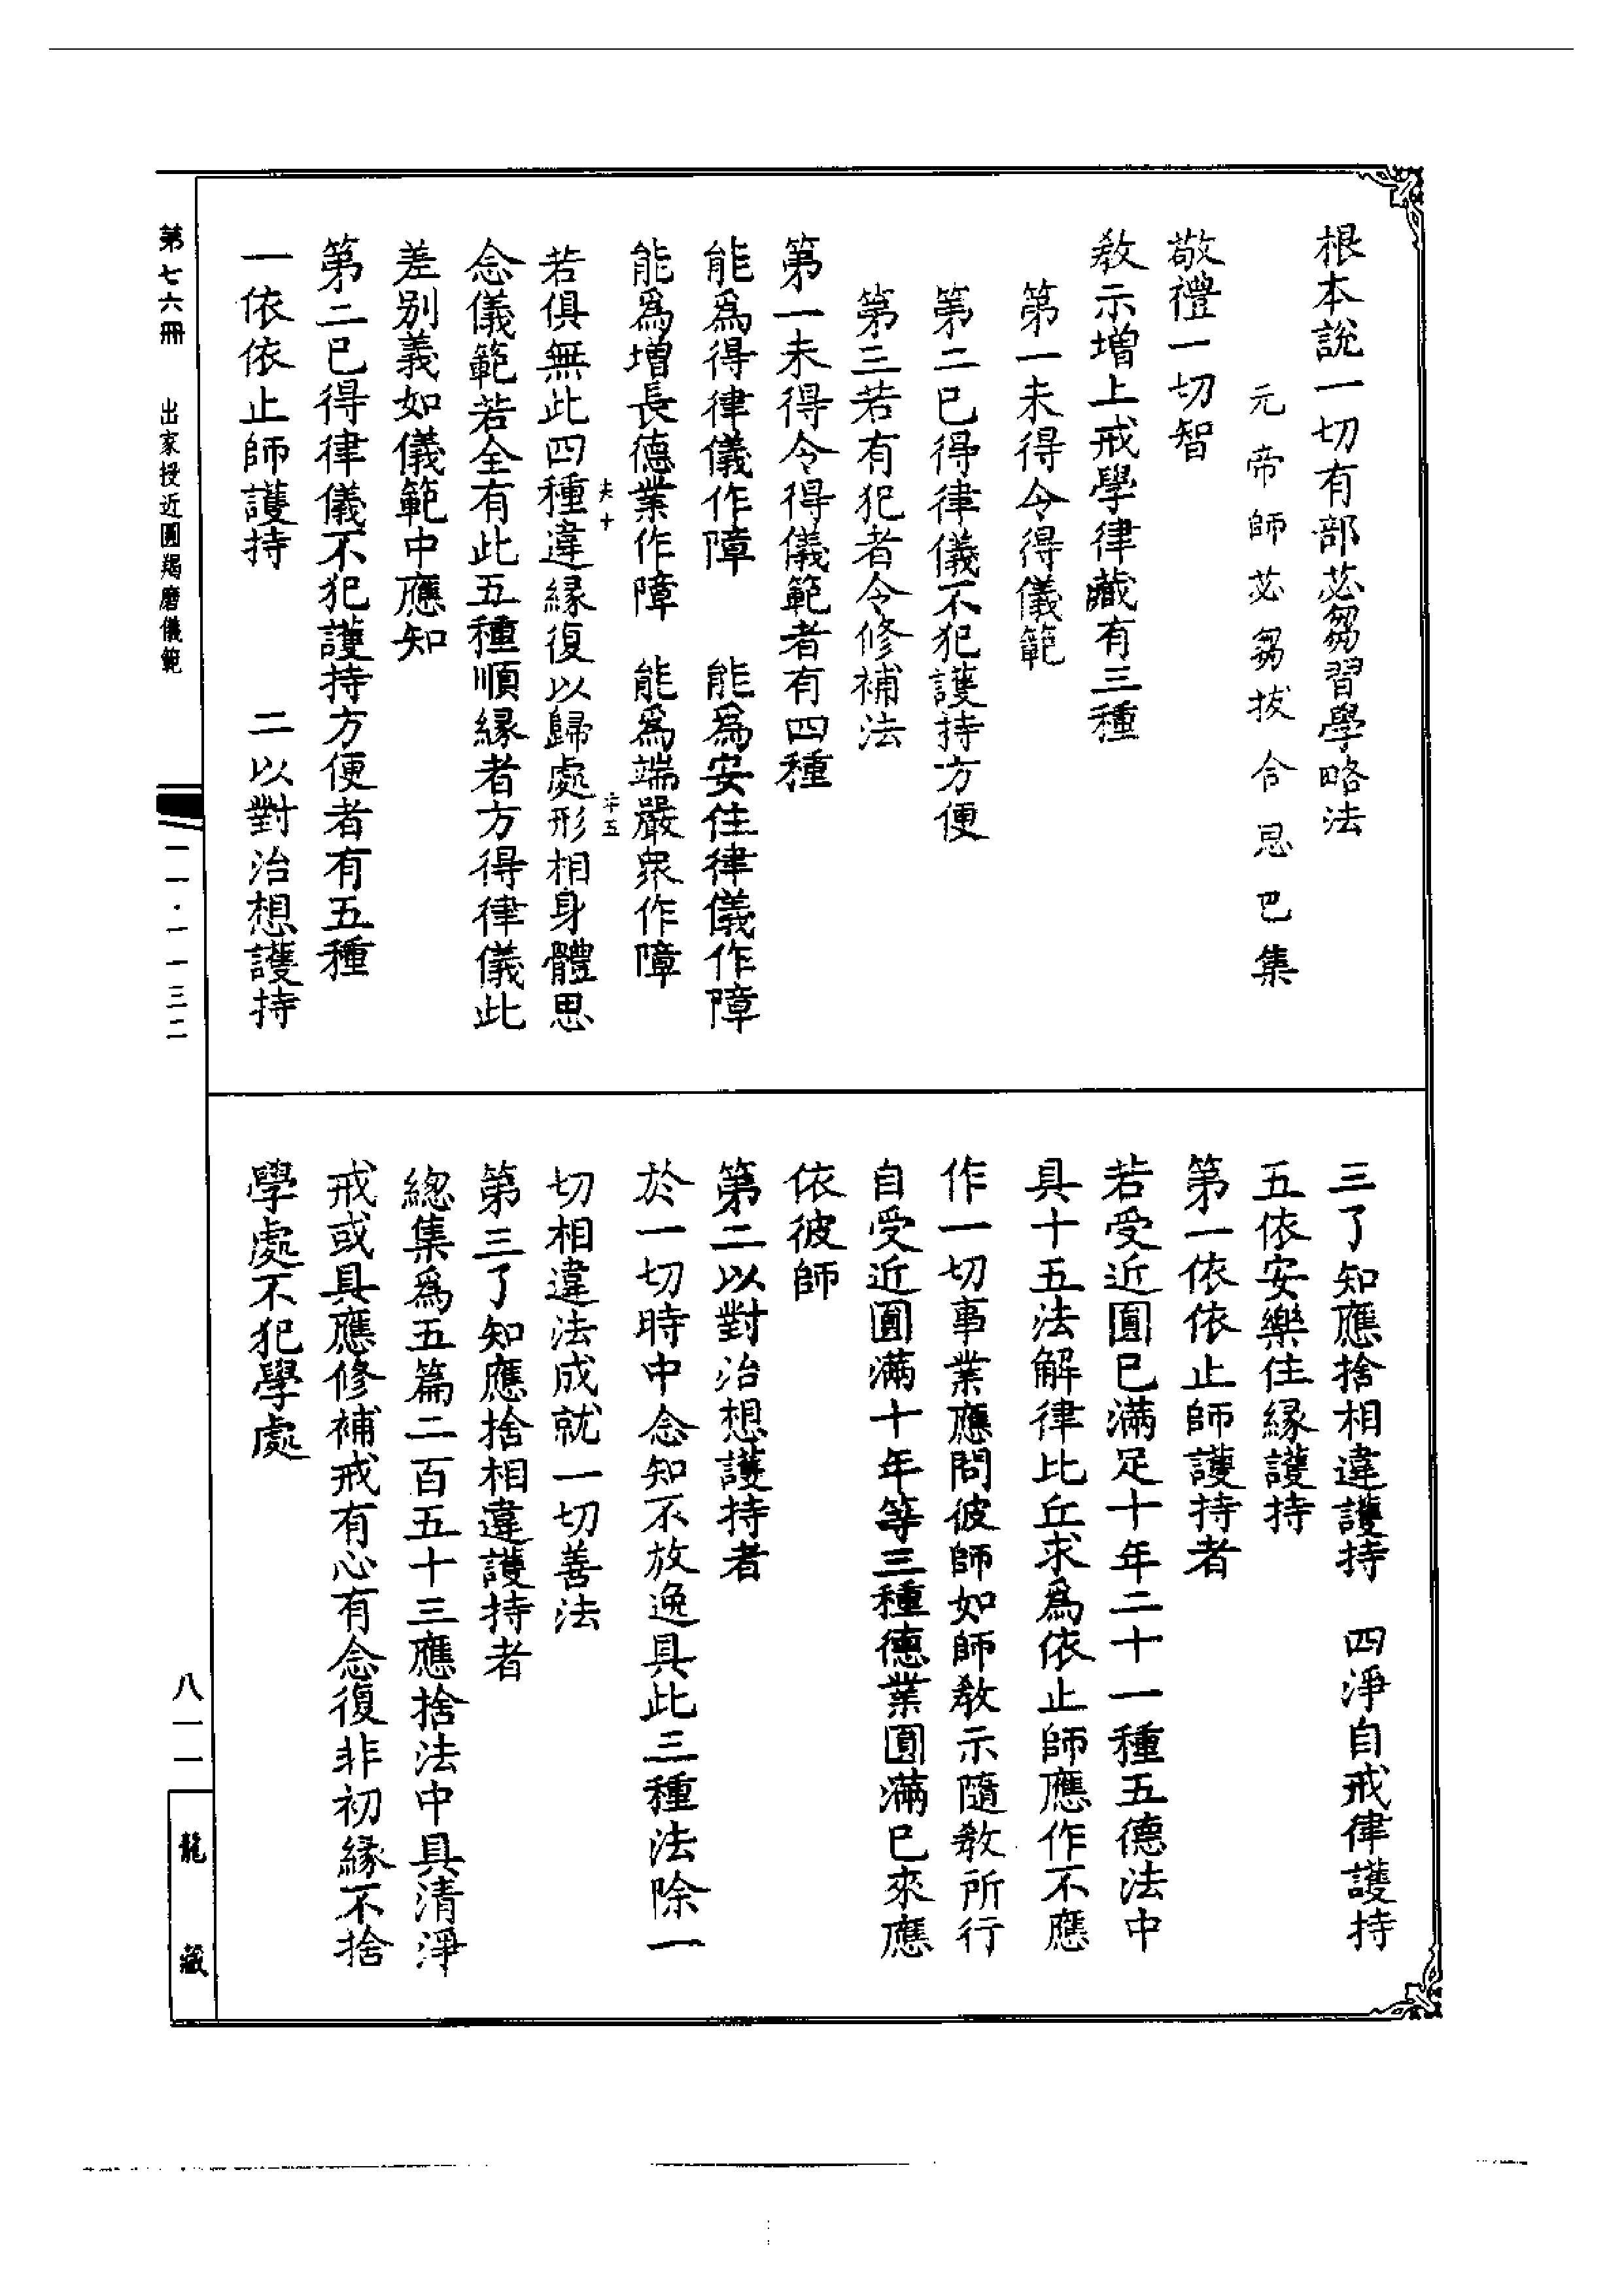 根本說一切有部苾芻習學略法
元帝師苾芻拔合思巴集
敬禮一切智
教示增上戒學律藏有三種
第一未得令得儀範
第二已得律儀不犯護持方便
第三若有犯者令修補法
第一未得令得儀範者有四種
能爲得律儀作障　能爲安住律儀作障
能爲增長德業作障　能爲端嚴衆作障
若俱無此四種違緣復以歸處形相身體思
念儀範若全有此五種順緣者方得律儀此
差別義如儀範中應知
第二已得律儀不犯護持方便者有五種
一依依止師護持　二以對治想護持
三了知應捨相違護持　四淨自戒律護持
五依安樂住緣護持
第一依依止師護持者
若受近圓已滿足十年二十一種五德法中
具十五法解律比丘求爲依止師應作不應
作一切事業應問彼師如師教示隨教所行
自受近圓滿十年等三種德業圓滿已來應
依彼師
第二以對治想護持者
於一切時中念知不放逸具此三種法除一
切相違法成就一切善法
第三了知應捨相違護持者
總集爲五篇二百五十三應捨法中具清淨
戒或具應修補戒有心有念復非初緣不捨
學處不犯學處
第七六冊　出家授近圓羯磨儀範
一一·一一三二
八一一
龍藏